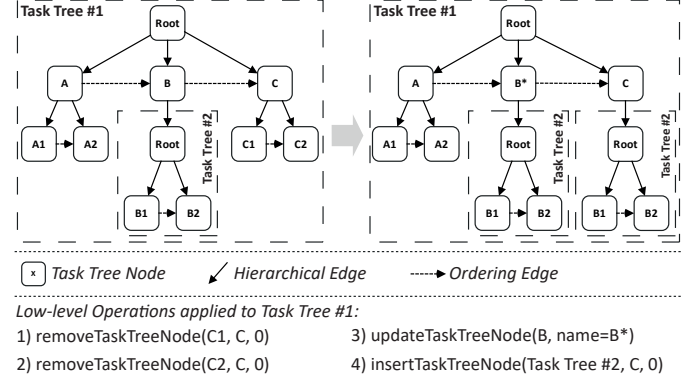 Task Tree #1
Root
A
B
C
A1
A2
Root
C1
C2
Task Tree #2
B1
B2
Task Tree #1
Root
A
B*
C
A1
A2
Root
Task Tree #2
Root
Task Tree #2
B1
B2
B1
B2
x Task Tree Node
Hierarchical Edge
Ordering Edge
Low-level Operations applied to Task Tree #1:
1) removeTaskTreeNode(C1, C, 0)
2) removeTaskTreeNode(C2, C, 0)
3) updateTaskTreeNode(B, name=B*)
4) insertTaskTreeNode(Task Tree #2, C, 0)